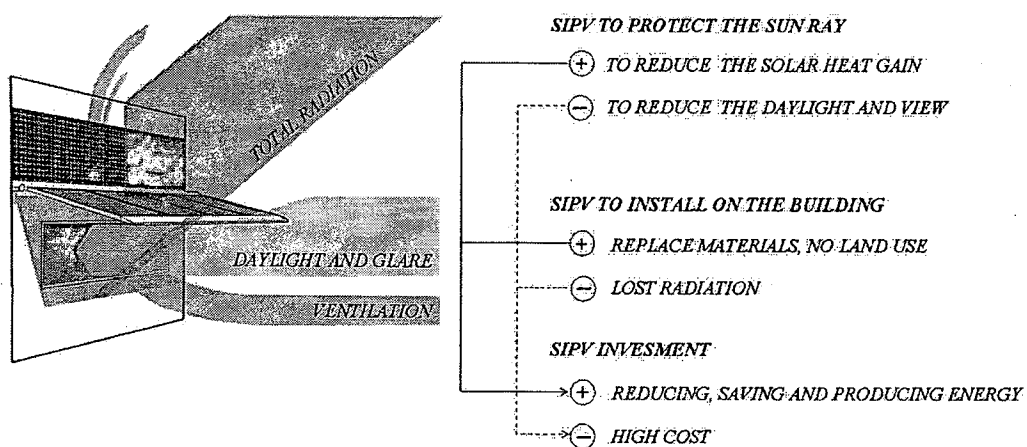 TOTAL RADIATION
DAYLIGHT AND GLARE
VENTILATION
SIPV TO PROTECT THE SUN RAY
+ TO REDUCE THE SOLAR HEAT GAIN
− TO REDUCE THE DAYLIGHT AND VIEW
SIPV TO INSTALL ON THE BUILDING
+ REPLACE MATERIALS, NO LAND USE
− LOST RADIATION
SIPV INVESMENT
+ REDUCING, SAVING AND PRODUCING ENERGY
− HIGH COST